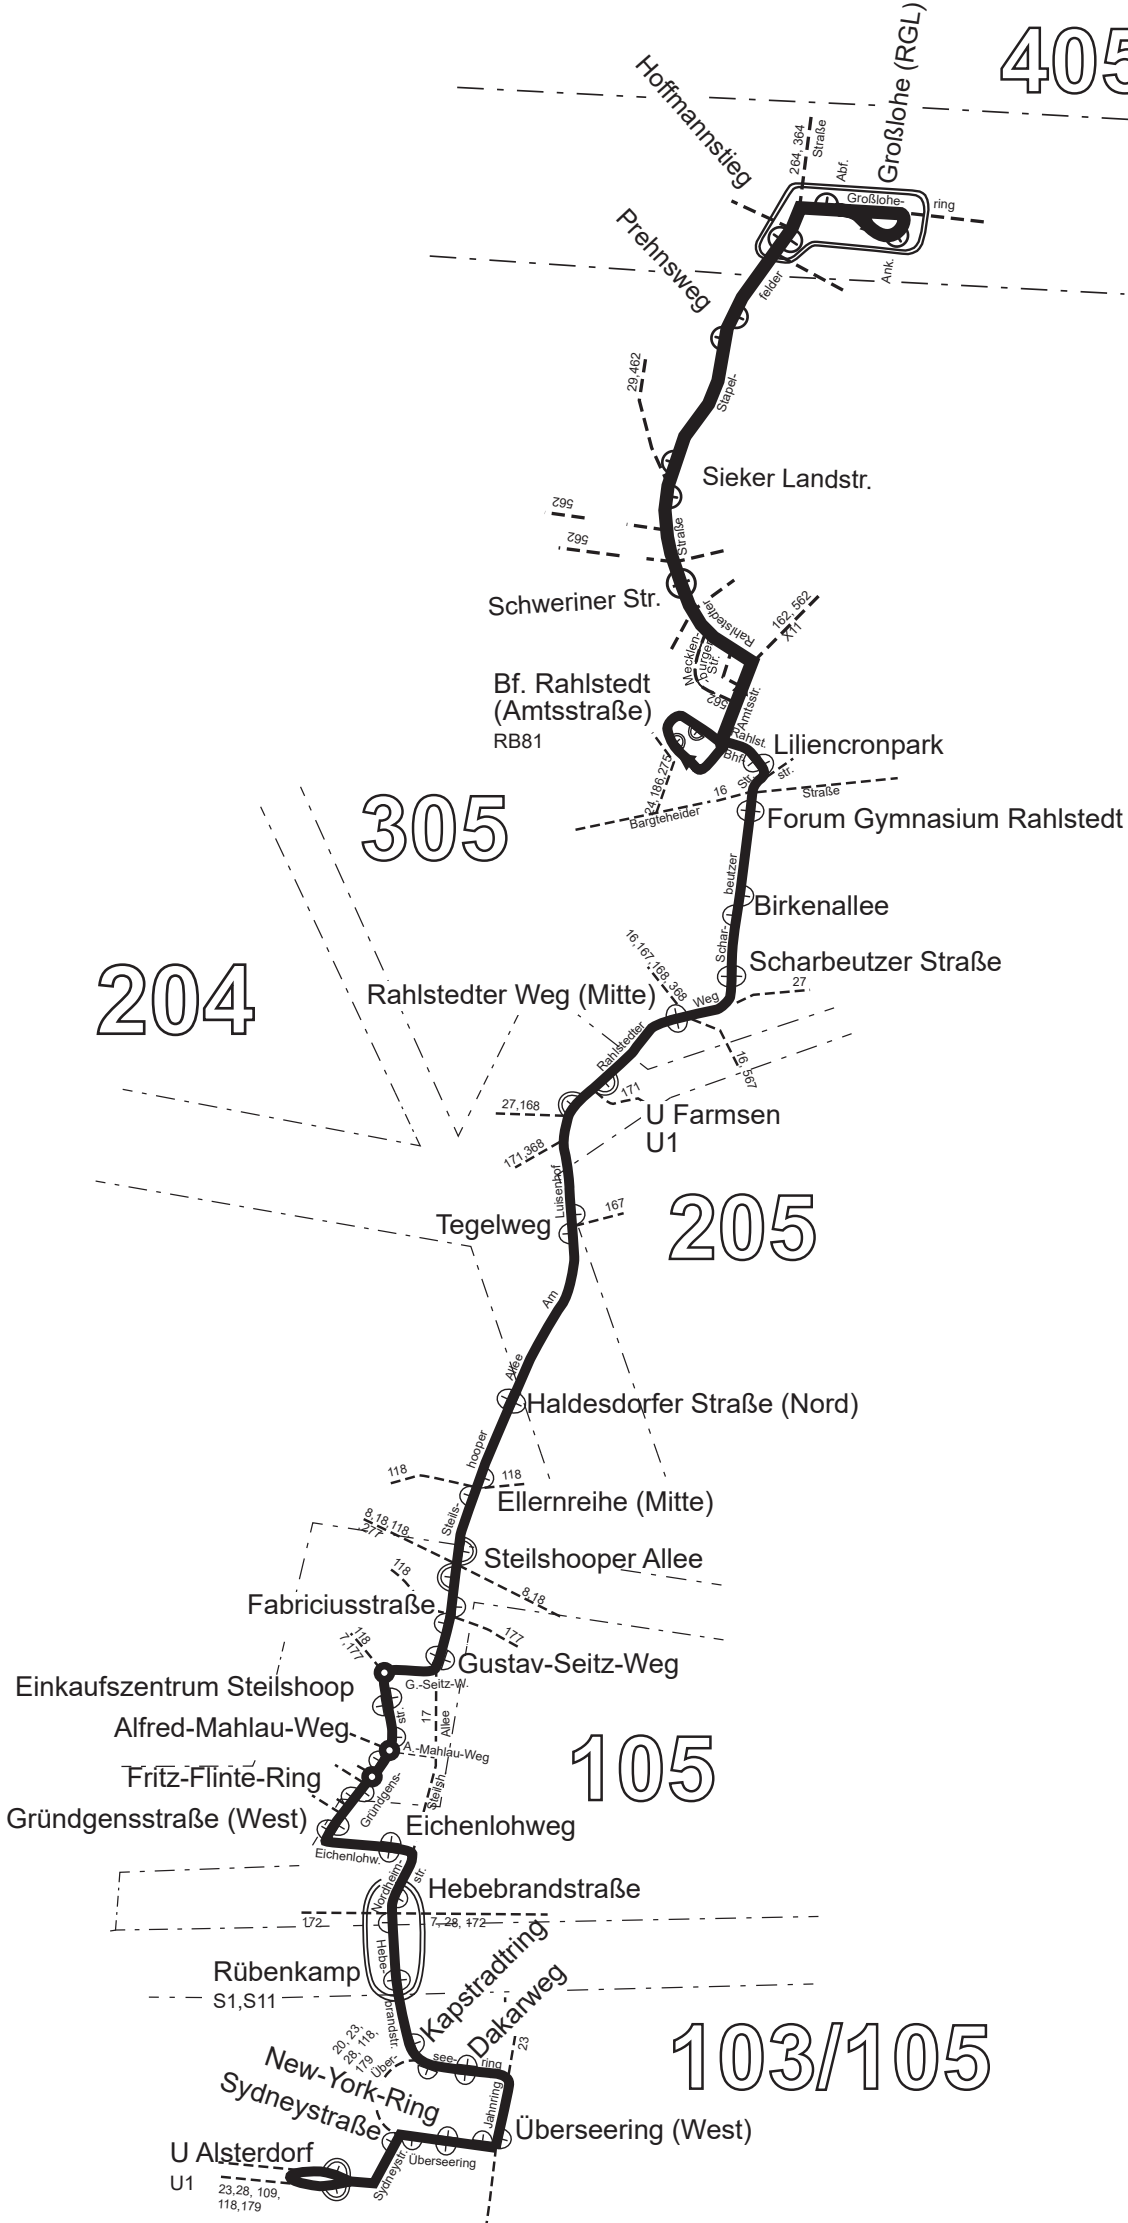 405
Hoffmannstieg
Großlohe (RGL)
264, 364
Straße
Abf.
Großlohe-
ring
Ank.
Prehnsweg
felder
Stapel-
29,462
Sieker Landstr.
562
562
Straße
Schweriner Str.
Rahlstedter
162, 562
X11
Mecklen-
burger
Str.
562
Amtsstr.
Bf. Rahlstedt
(Amtsstraße)
RB81
Rahlst.
Bhf.
Str.
str.
Liliencronpark
24,186,275
16
Straße
Bargteheider
Forum Gymnasium Rahlstedt
305
beutzer
Birkenallee
Schar-
Scharbeutzer Straße
204
16,167,168, 368
Rahlstedter Weg (Mitte)
Weg
27
Rahlstedter
16, 567
171
27,168
U Farmsen
U1
171,368
Luisenhof
167
205
Tegelweg
Am
Allee
Haldesdorfer Straße (Nord)
hooper
118
118
Ellernreihe (Mitte)
Steils-
8,18,118,
277
Steilshooper Allee
118
8,18
Fabriciusstraße
177
118
7,177
Gustav-Seitz-Weg
G.-Seitz-W.
Einkaufszentrum Steilshoop
str.
17
Allee
Alfred-Mahlau-Weg
A.-Mahlau-Weg
105
Fritz-Flinte-Ring
Gründgens-
Steilsh.
Gründgensstraße (West)
Eichenlohweg
Eichenlohw.
Nordheim-
str.
Hebebrandstraße
172
7, 28, 172
Hebe-
Rübenkamp
S1,S11
brandstr.
Kapstradtring
Dakarweg
20, 23,
28, 118,
179
Über-
see-
ring
23
103/105
New-York-Ring
Sydneystraße
Jahnring
Überseering (West)
Überseering
Sydneystr.
U Alsterdorf
U1
23,28, 109,
118,179